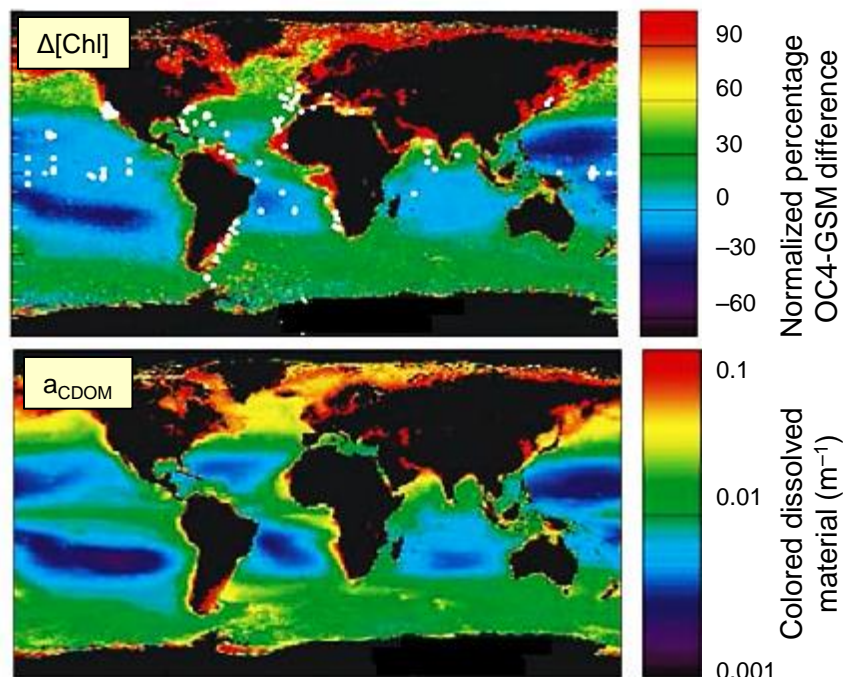 Δ[Chl]
90
60
30
0
–30
–60
Normalized percentage
OC4-GSM difference
aCDOM
0.1
0.01
0.001
Colored dissolved
material (m⁻¹)